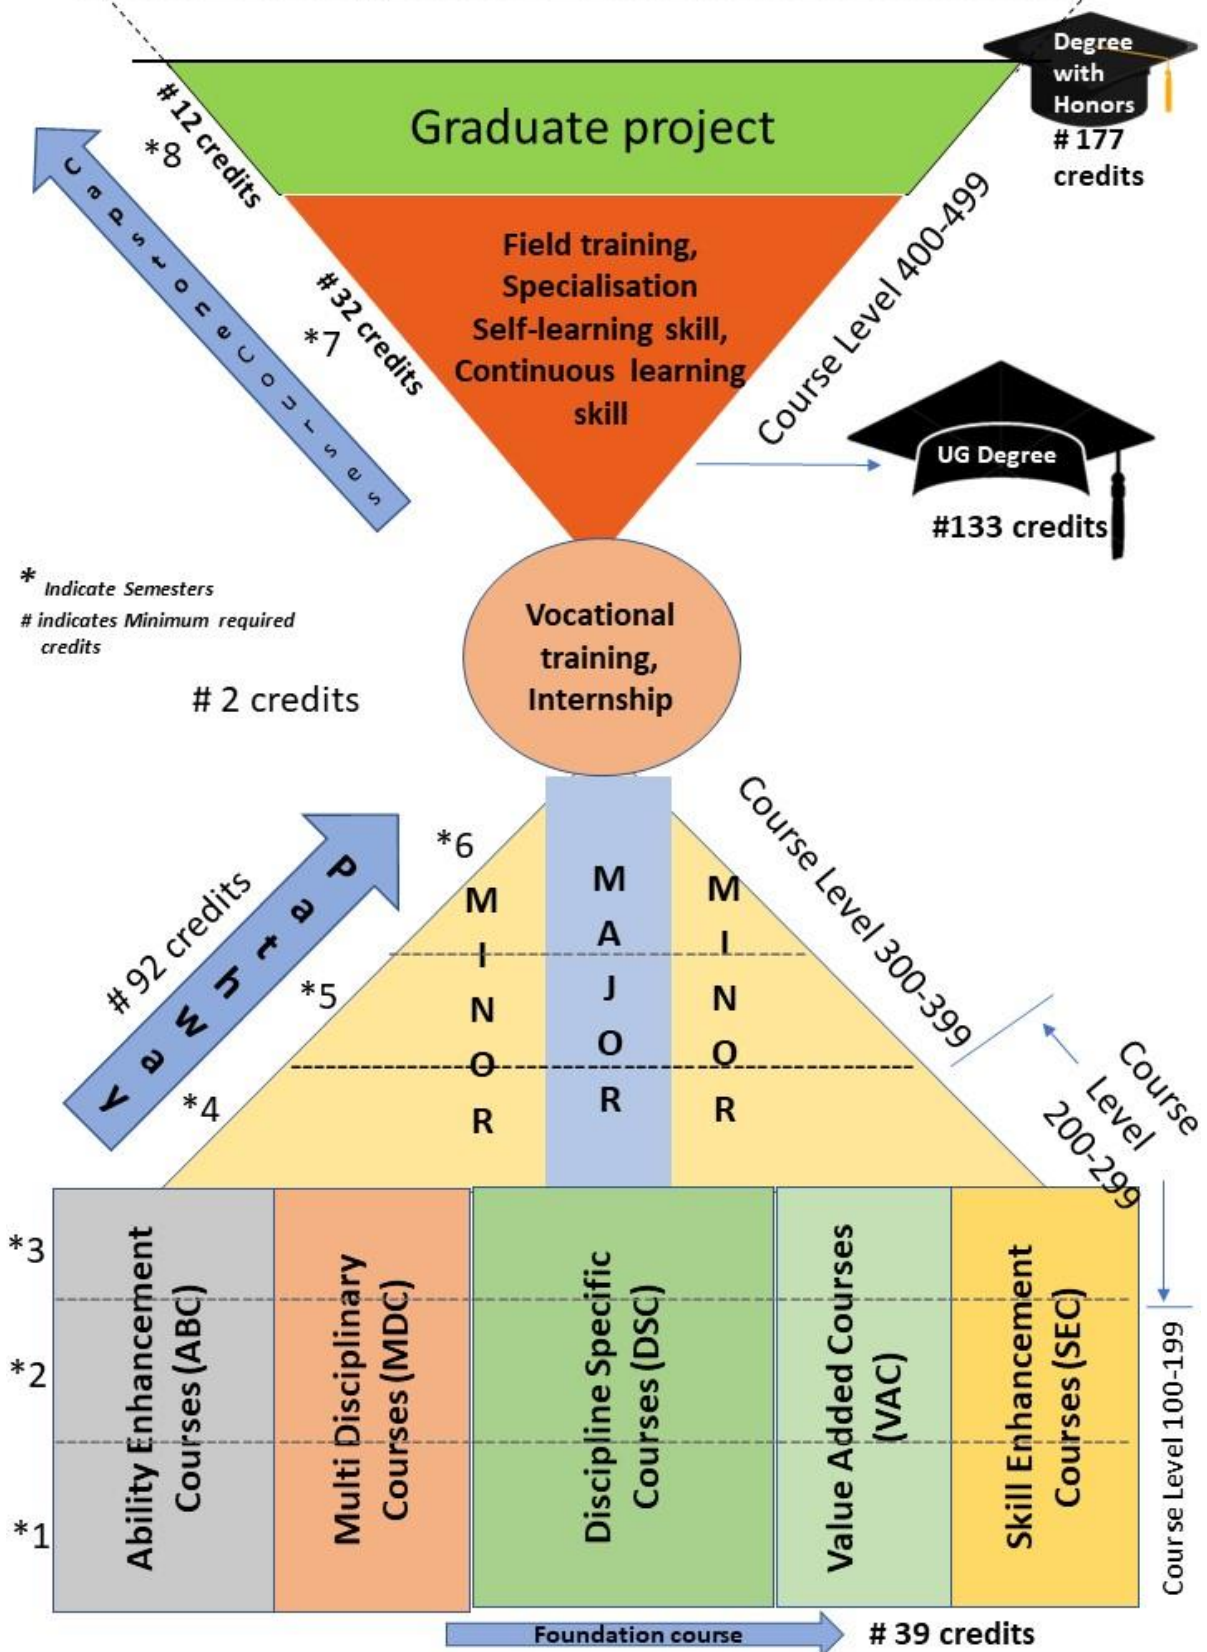 Degree
with
Honors
# 177
credits
Graduate project
# 12 credits
*8
Capstone Courses
Field training,
Specialisation
Self-learning skill,
Continuous learning
skill
# 32 credits
*7
Course Level 400-499
UG Degree
#133 credits
* Indicate Semesters
# indicates Minimum required
credits
# 2 credits
Vocational
training,
Internship
# 92 credits
Pathway
*6
*5
*4
MINOR
MAJOR
MINOR
Course Level 300-399
Course
Level
200-299
*3
*2
*1
Ability Enhancement
Courses (ABC)
Multi Disciplinary
Courses (MDC)
Discipline Specific
Courses (DSC)
Value Added Courses
(VAC)
Skill Enhancement
Courses (SEC)
Course Level 100-199
Foundation course
# 39 credits